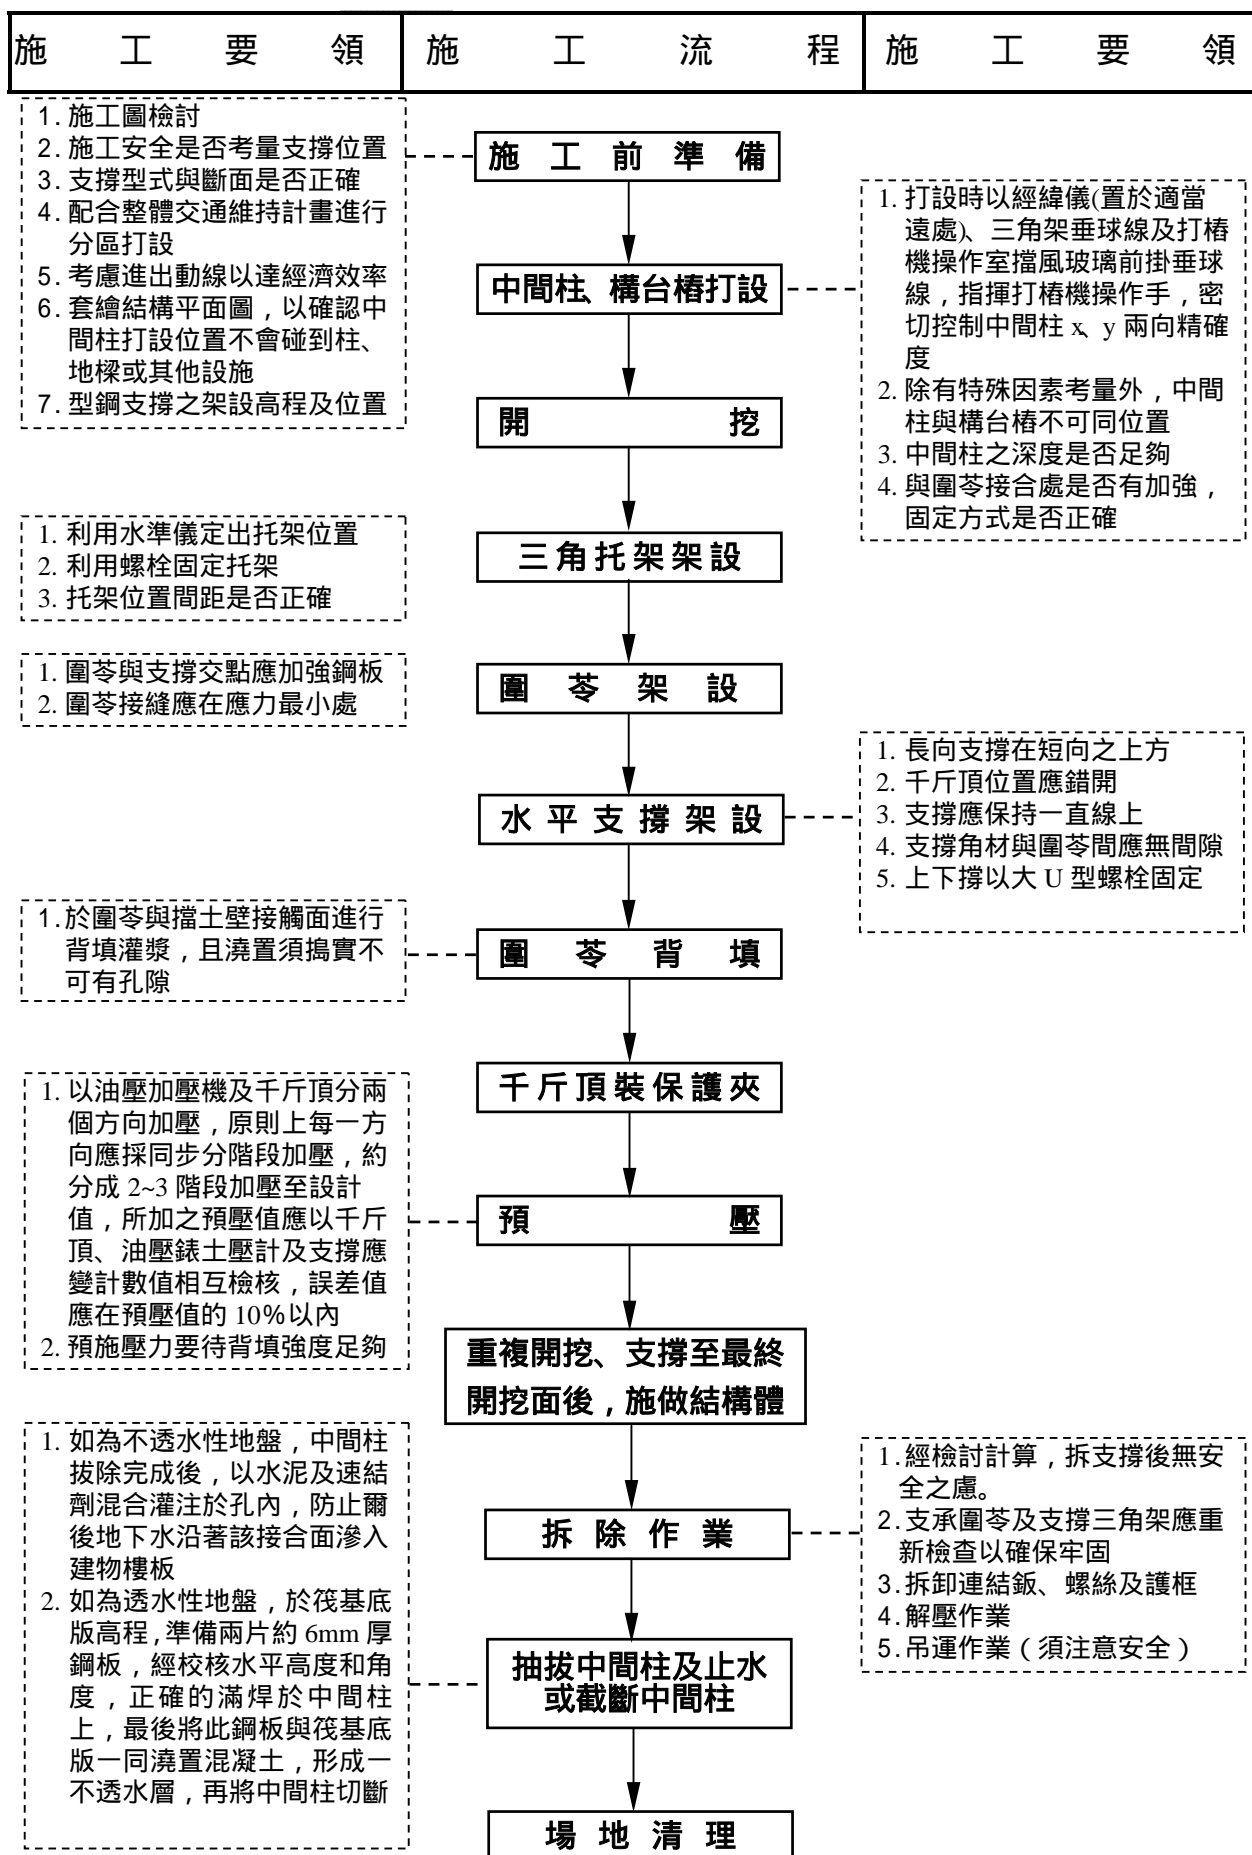 施工要領 施工流程 施工要領
1.施工圖檢討
2.施工安全是否考量支撐位置
3.支撐型式與斷面是否正確
4.配合整體交通維持計畫進行
分區打設
5.考慮進出動線以達經濟效率
6.套繪結構平面圖，以確認中
間柱打設位置不會碰到柱、
地樑或其他設施
7.型鋼支撐之架設高程及位置
施工前準備
中間柱、構台樁打設
1. 打設時以經緯儀(置於適當
遠處)、三角架垂球線及打樁
機操作室擋風玻璃前掛垂球
線，指揮打樁機操作手，密
切控制中間柱 x、y 兩向精確
度
2. 除有特殊因素考量外，中間
柱與構台樁不可同位置
3. 中間柱之深度是否足夠
4. 與圍苓接合處是否有加強，
固定方式是否正確
開挖
1. 利用水準儀定出托架位置
2. 利用螺栓固定托架
3. 托架位置間距是否正確
三角托架架設
1. 圍苓與支撐交點應加強鋼板
2. 圍苓接縫應在應力最小處
圍苓架設
水平支撐架設
1. 長向支撐在短向之上方
2. 千斤頂位置應錯開
3. 支撐應保持一直線上
4. 支撐角材與圍苓間應無間隙
5. 上下撐以大 U 型螺栓固定
1.於圍苓與擋土壁接觸面進行
背填灌漿，且澆置須搗實不
可有孔隙
圍苓背填
千斤頂裝保護夾
1. 以油壓加壓機及千斤頂分兩
個方向加壓，原則上每一方
向應採同步分階段加壓，約
分成 2~3 階段加壓至設計
值，所加之預壓值應以千斤
頂、油壓錶土壓計及支撐應
變計數值相互檢核，誤差值
應在預壓值的 10%以內
2. 預施壓力要待背填強度足夠
預壓
重複開挖、支撐至最終
開挖面後，施做結構體
拆除作業
1.經檢討計算，拆支撐後無安
全之慮。
2.支承圍苓及支撐三角架應重
新檢查以確保牢固
3.拆卸連結鈑、螺絲及護框
4.解壓作業
5.吊運作業（須注意安全）
1. 如為不透水性地盤，中間柱
拔除完成後，以水泥及速結
劑混合灌注於孔內，防止爾
後地下水沿著該接合面滲入
建物樓板
2. 如為透水性地盤，於筏基底
版高程，準備兩片約 6mm 厚
鋼板，經校核水平高度和角
度，正確的滿焊於中間柱
上，最後將此鋼板與筏基底
版一同澆置混凝土，形成一
不透水層，再將中間柱切斷
抽拔中間柱及止水
或截斷中間柱
場地清理